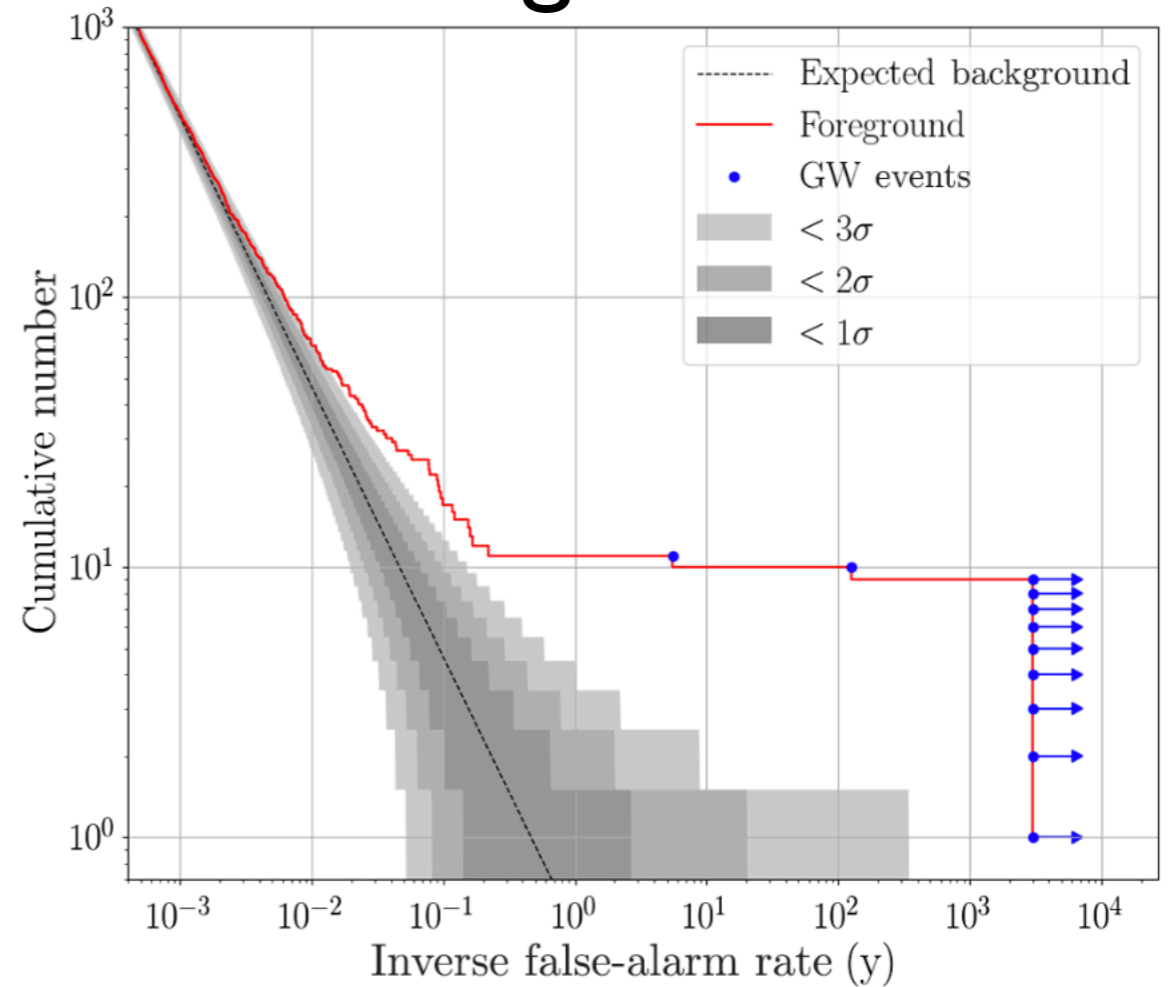 g
10³
Expected background
Foreground
GW events
< 3σ
< 2σ
< 1σ
10²
10¹
10⁰
Cumulative number
10⁻³ 10⁻² 10⁻¹ 10⁰ 10¹ 10² 10³ 10⁴
Inverse false-alarm rate (y)